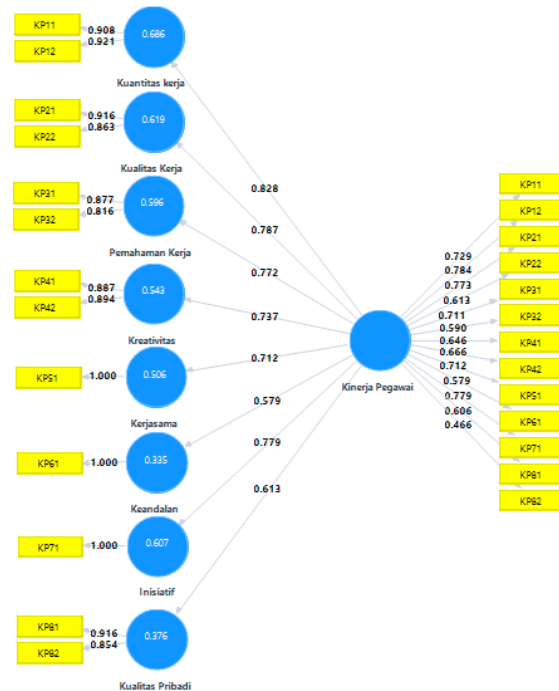 KP11
0.908
KP12
0.921
0.686
Kuantitas kerja
KP21
0.916
KP22
0.863
0.619
Kualitas Kerja
KP31
0.877
KP32
0.816
0.596
Pemahaman Kerja
KP41
0.887
KP42
0.894
0.543
Kreativitas
KP51
1.000
0.506
Kerjasama
KP61
1.000
0.335
Keandalan
KP71
1.000
0.607
Inisiatif
KP81
0.916
KP82
0.854
0.376
Kualitas Pribadi
0.828
0.787
0.772
0.737
0.712
0.579
0.779
0.613
Kinerja Pegawai
0.729
0.784
0.773
0.613
0.711
0.590
0.646
0.666
0.712
0.579
0.779
0.606
0.466
KP11
KP12
KP21
KP22
KP31
KP32
KP41
KP42
KP51
KP61
KP71
KP81
KP82